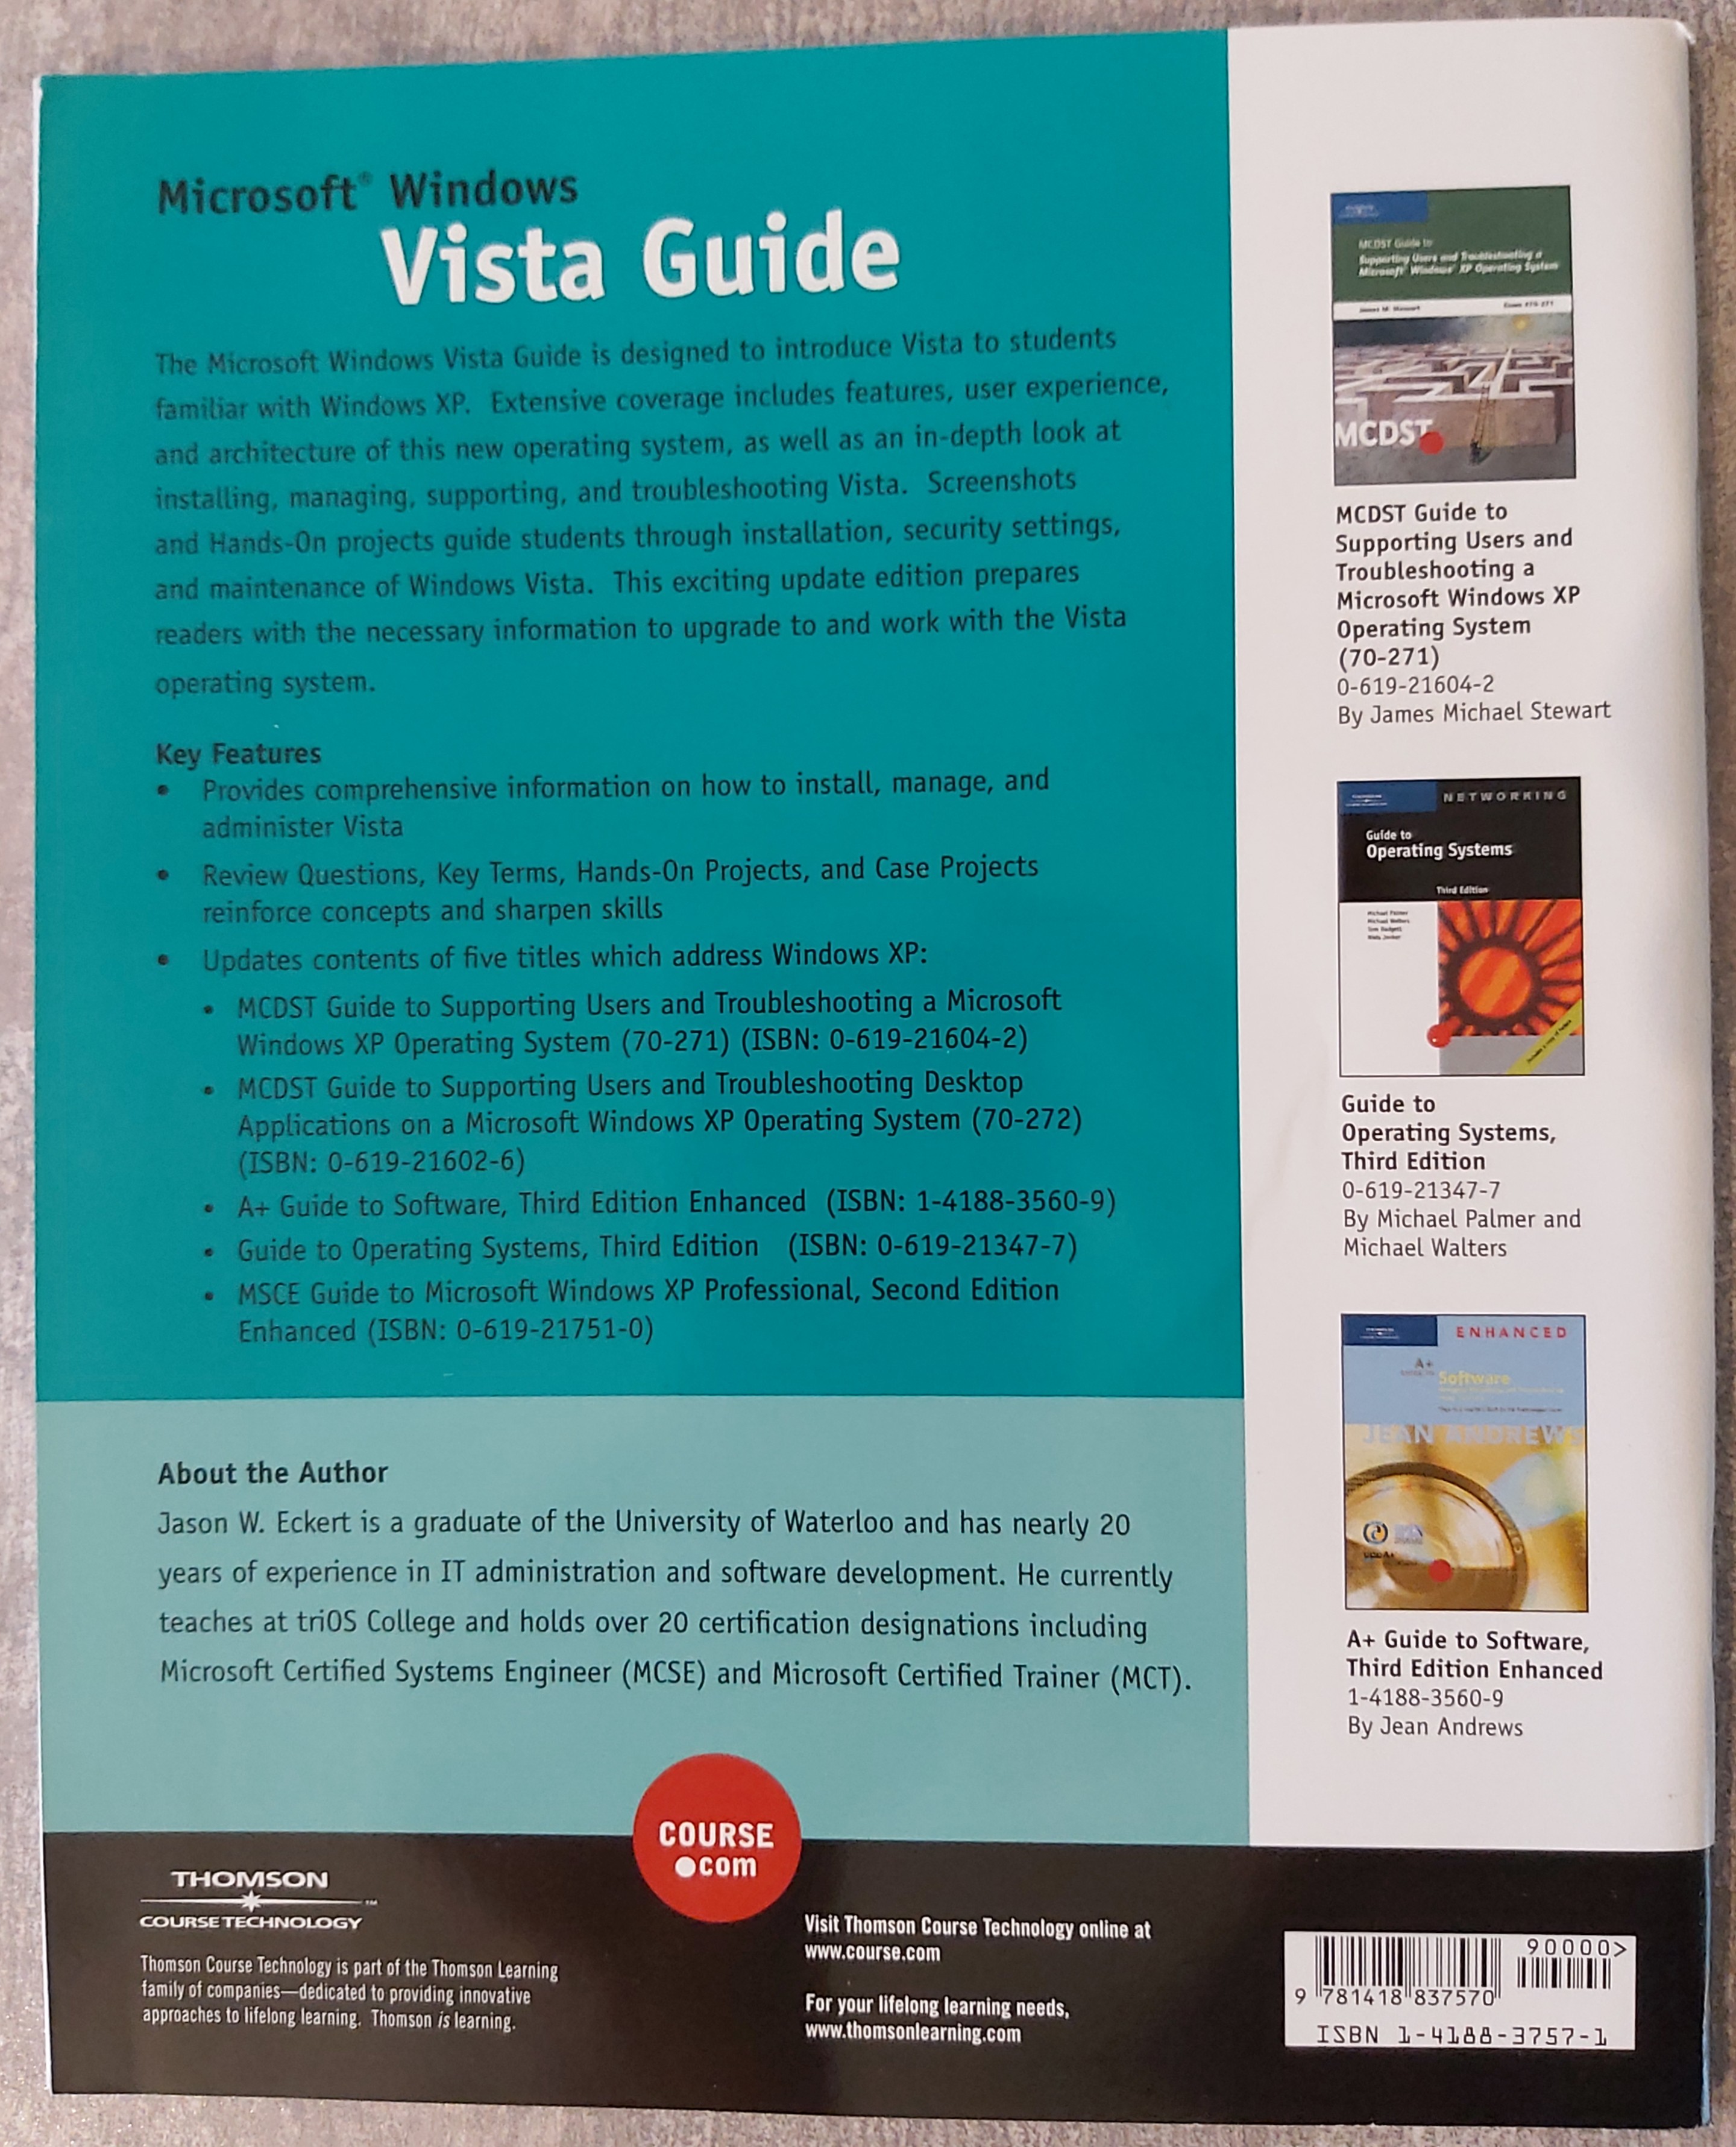 Microsoft® Windows
Vista Guide
The Microsoft Windows Vista Guide is designed to introduce Vista to students
familiar with Windows XP. Extensive coverage includes features, user experience,
and architecture of this new operating system, as well as an in-depth look at
installing, managing, supporting, and troubleshooting Vista. Screenshots
and Hands-On projects guide students through installation, security settings,
and maintenance of Windows Vista. This exciting update edition prepares
readers with the necessary information to upgrade to and work with the Vista
operating system.
Key Features
• Provides comprehensive information on how to install, manage, and
administer Vista
• Review Questions, Key Terms, Hands-On Projects, and Case Projects
reinforce concepts and sharpen skills
• Updates contents of five titles which address Windows XP:
• MCDST Guide to Supporting Users and Troubleshooting a Microsoft
Windows XP Operating System (70-271) (ISBN: 0-619-21604-2)
• MCDST Guide to Supporting Users and Troubleshooting Desktop
Applications on a Microsoft Windows XP Operating System (70-272)
(ISBN: 0-619-21602-6)
• A+ Guide to Software, Third Edition Enhanced (ISBN: 1-4188-3560-9)
• Guide to Operating Systems, Third Edition (ISBN: 0-619-21347-7)
• MSCE Guide to Microsoft Windows XP Professional, Second Edition
Enhanced (ISBN: 0-619-21751-0)
About the Author
Jason W. Eckert is a graduate of the University of Waterloo and has nearly 20
years of experience in IT administration and software development. He currently
teaches at triOS College and holds over 20 certification designations including
Microsoft Certified Systems Engineer (MCSE) and Microsoft Certified Trainer (MCT).
MCDST Guide to
Supporting Users and Troubleshooting a
Microsoft Windows XP Operating System
James M. Stewart
Exam #70-271
MCDST
MCDST Guide to
Supporting Users and
Troubleshooting a
Microsoft Windows XP
Operating System
(70-271)
0-619-21604-2
By James Michael Stewart
NETWORKING
Guide to
Operating Systems
Third Edition
Michael Palmer
Michael Walters
Guide to
Operating Systems,
Third Edition
0-619-21347-7
By Michael Palmer and
Michael Walters
ENHANCED
A+
Software
JEAN ANDREWS
A+ Guide to Software,
Third Edition Enhanced
1-4188-3560-9
By Jean Andrews
COURSE
●com
THOMSON
™
COURSE TECHNOLOGY
Thomson Course Technology is part of the Thomson Learning
family of companies—dedicated to providing innovative
approaches to lifelong learning. Thomson is learning.
Visit Thomson Course Technology online at
www.course.com
For your lifelong learning needs,
www.thomsonlearning.com
90000>
9 781418 837570
ISBN 1-4188-3757-1